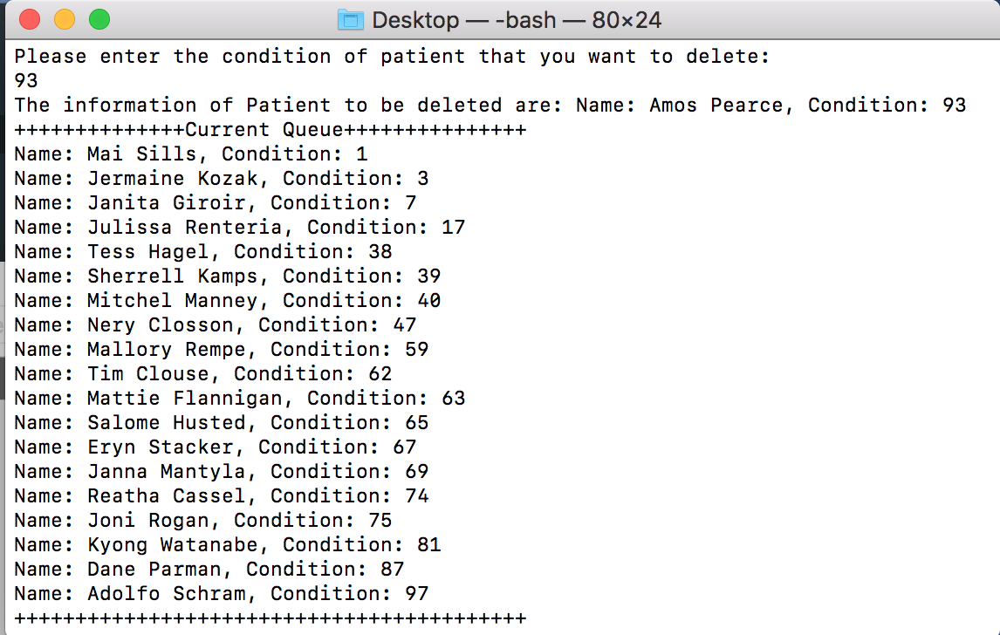 Desktop — -bash — 80×24
Please enter the condition of patient that you want to delete:
93
The information of Patient to be deleted are: Name: Amos Pearce, Condition: 93
++++++++++++++Current Queue+++++++++++++++
Name: Mai Sills, Condition: 1
Name: Jermaine Kozak, Condition: 3
Name: Janita Giroir, Condition: 7
Name: Julissa Renteria, Condition: 17
Name: Tess Hagel, Condition: 38
Name: Sherrell Kamps, Condition: 39
Name: Mitchel Manney, Condition: 40
Name: Nery Closson, Condition: 47
Name: Mallory Rempe, Condition: 59
Name: Tim Clouse, Condition: 62
Name: Mattie Flannigan, Condition: 63
Name: Salome Husted, Condition: 65
Name: Eryn Stacker, Condition: 67
Name: Janna Mantyla, Condition: 69
Name: Reatha Cassel, Condition: 74
Name: Joni Rogan, Condition: 75
Name: Kyong Watanabe, Condition: 81
Name: Dane Parman, Condition: 87
Name: Adolfo Schram, Condition: 97
++++++++++++++++++++++++++++++++++++++++++